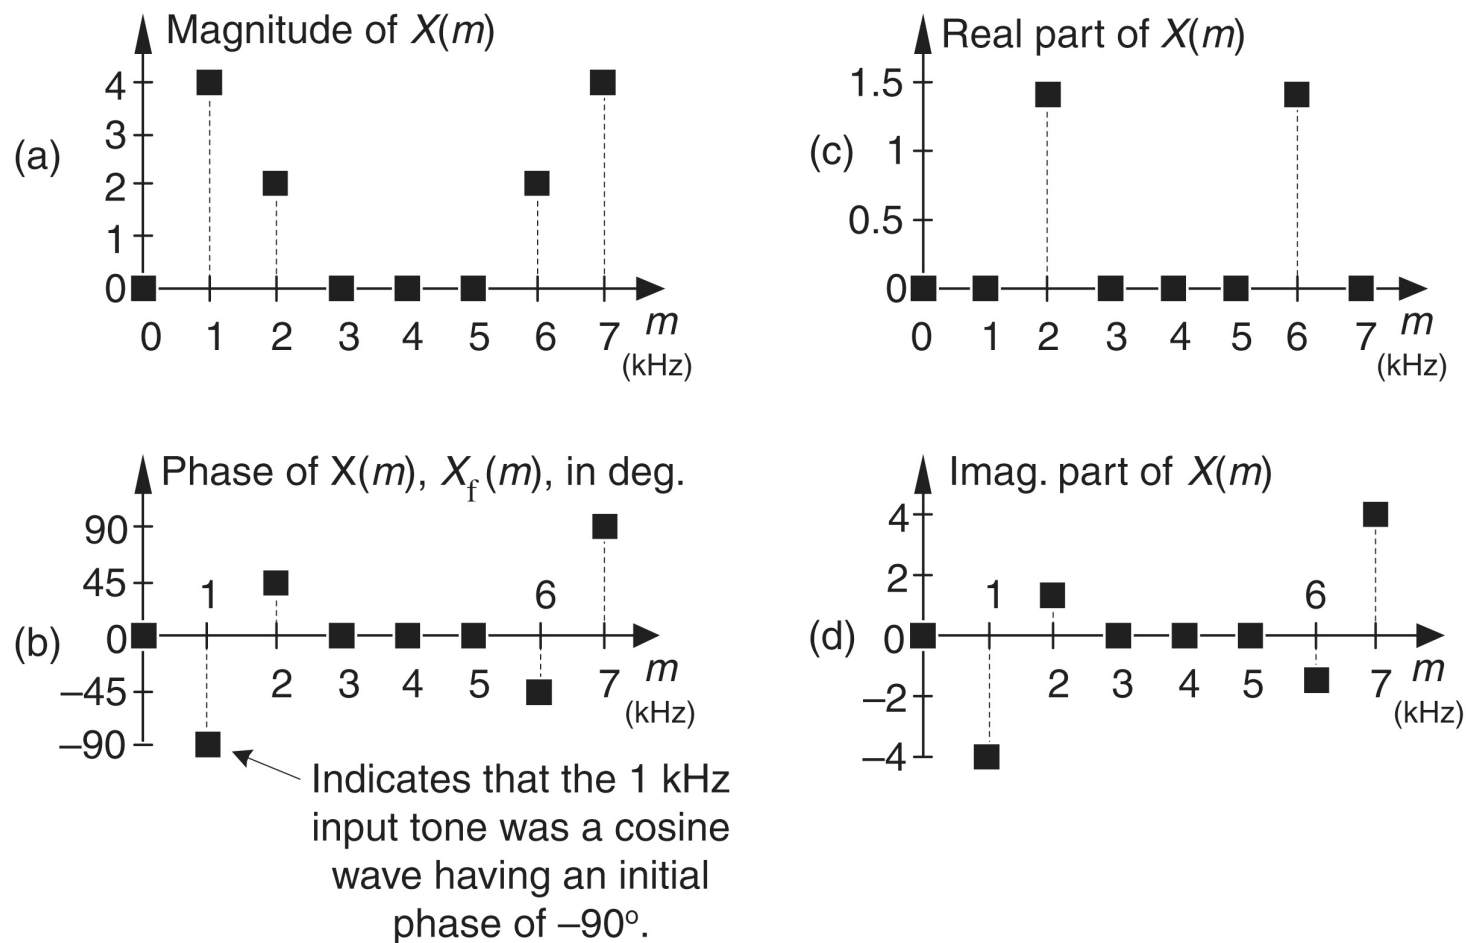 Magnitude of X(m)
(a)
4
3
2
1
0
0 1 2 3 4 5 6 7 m
(kHz)
Real part of X(m)
(c)
1.5
1
0.5
0
0 1 2 3 4 5 6 7 m
(kHz)
Phase of X(m), Xf(m), in deg.
(b)
90
45
0
–45
–90
1 6
2 3 4 5 7 m
(kHz)
Indicates that the 1 kHz
input tone was a cosine
wave having an initial
phase of –90º.
Imag. part of X(m)
(d)
4
2
0
–2
–4
1 6
2 3 4 5 7 m
(kHz)